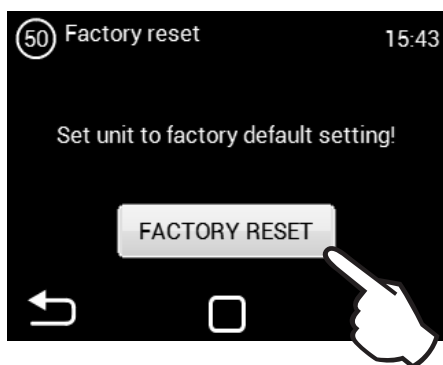 50 Factory reset 15:43
Set unit to factory default setting!
FACTORY RESET